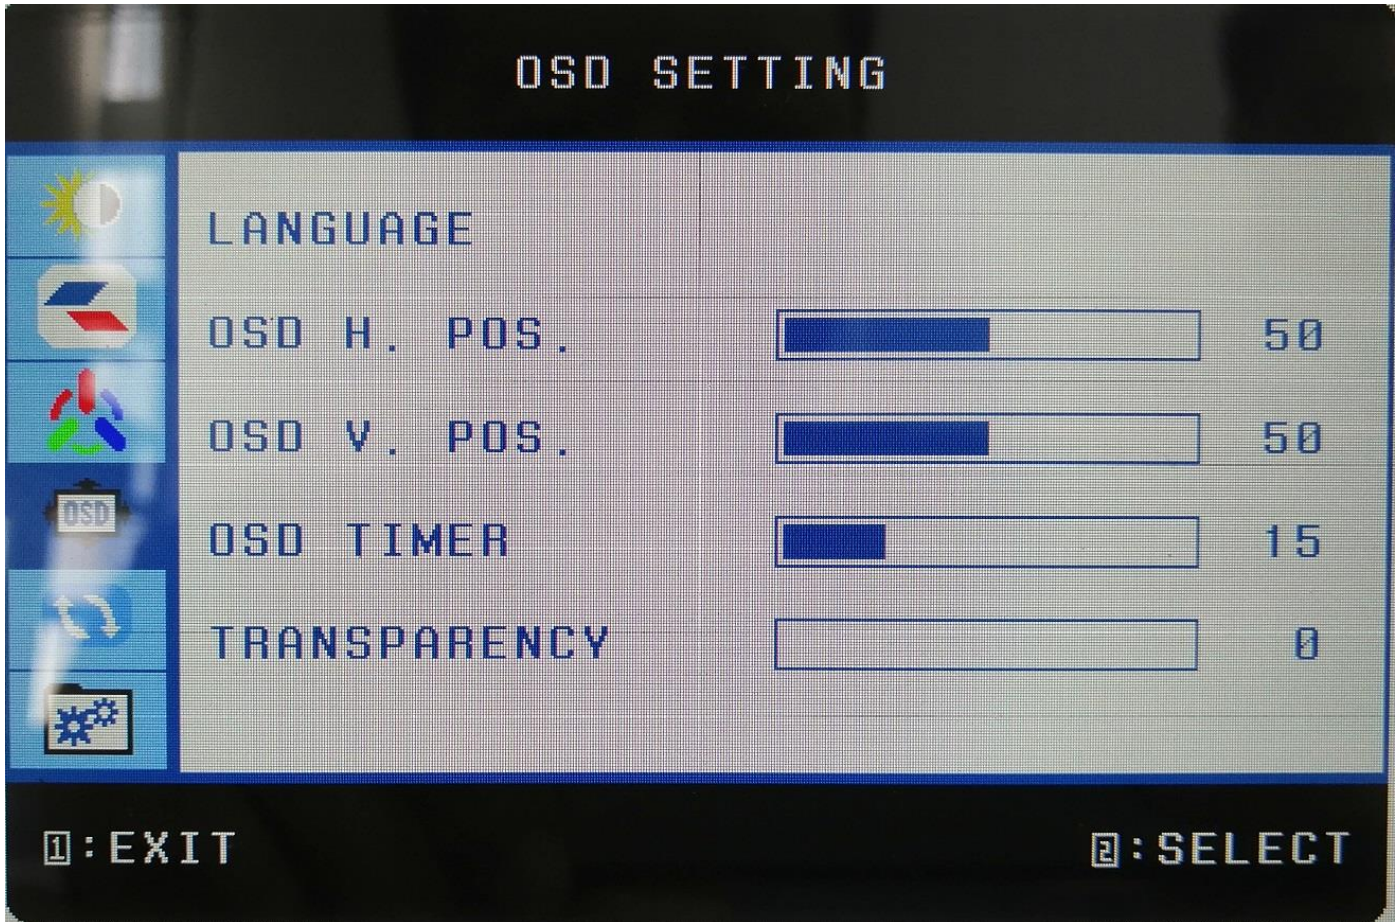 OSD SETTING
LANGUAGE
OSD H. POS. 50
OSD V. POS. 50
OSD
OSD TIMER 15
TRANSPARENCY 0
1:EXIT 2:SELECT